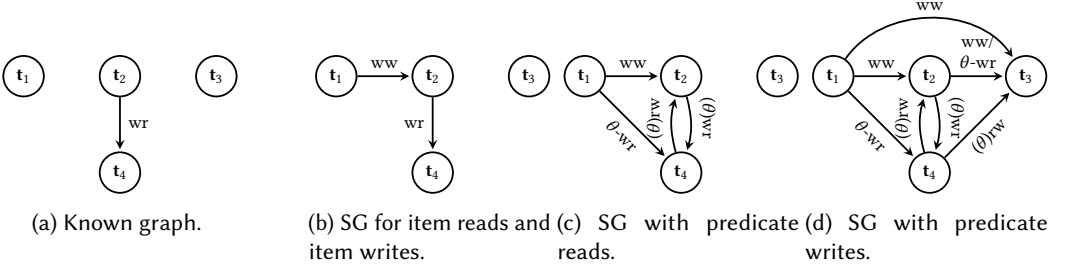 t1 t2 t3
wr
t4
(a) Known graph.
t1 ww t2 t3
wr
t4
(b) SG for item reads and
item writes.
t1 ww t2 t3
θ-wr (θ)rw (θ)wr
t4
(c) SG with predicate
reads.
ww
ww/
t1 ww t2 θ-wr t3
θ-wr (θ)rw (θ)wr (θ)rw
t4
(d) SG with predicate
writes.